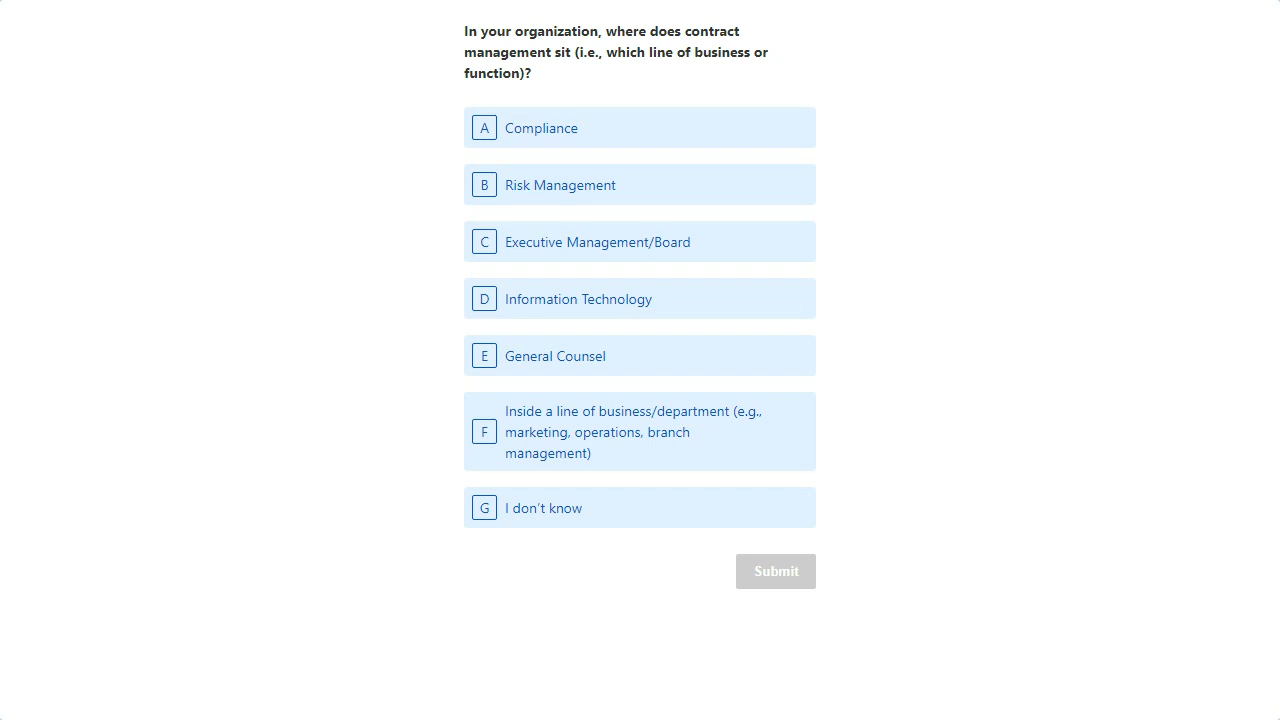 In your organization, where does contract
management sit (i.e., which line of business or
function)?
A Compliance
B Risk Management
C Executive Management/Board
D Information Technology
E General Counsel
Inside a line of business/department (e.g.,
F marketing, operations, branch
management)
G I don't know
Submit